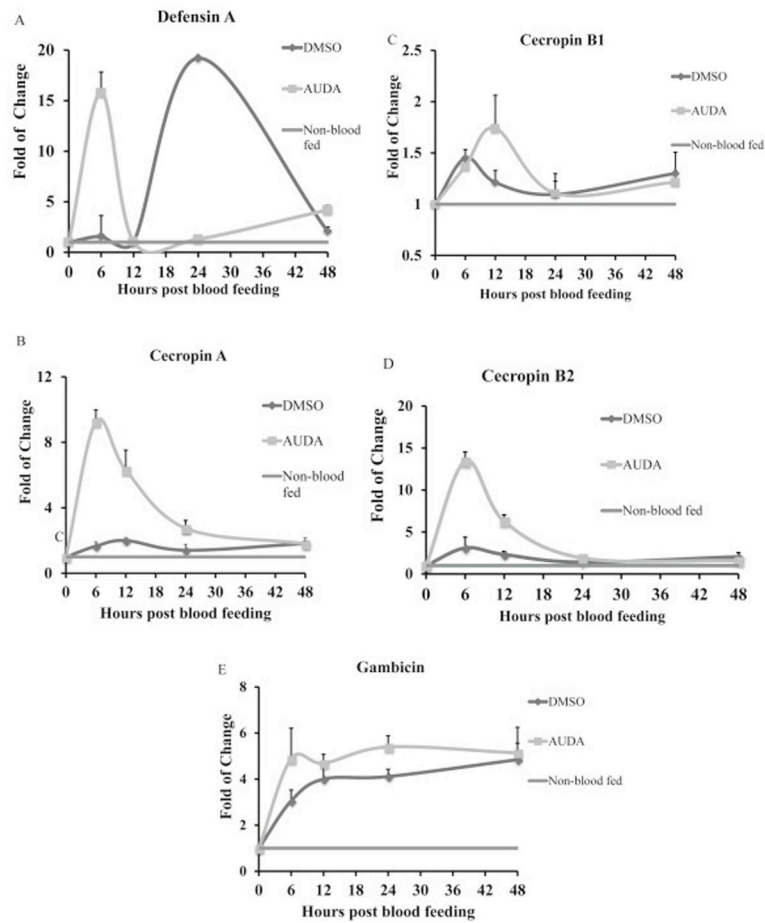 A
Defensin A
20
15
10
5
0
Fold of Change
0 6 12 18 24 30 36 42 48
Hours post blood feeding
DMSO
AUDA
Non-blood
fed
C
Cecropin B1
2.5
2
1.5
1
0.5
Fold of Change
0 6 12 18 24 30 36 42 48
Hours post blood feeding
DMSO
AUDA
Non-blood fed
B
Cecropin A
12
8
4
0
C
Fold of Change
0 6 12 18 24 30 36 42 48
Hours post blood feeding
DMSO
AUDA
Non-blood
fed
D
Cecropin B2
20
15
10
5
0
Fold of Change
0 6 12 18 24 30 36 42 48
Hours post blood feeding
DMSO
AUDA
Non-blood fed
E
Gambicin
8
6
4
2
0
Fold of Change
0 6 12 18 24 30 36 42 48
Hours post blood feeding
DMSO
AUDA
Non-blood fed